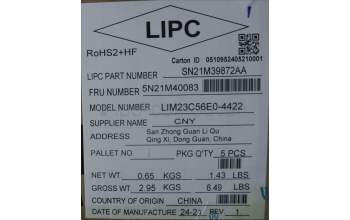 LIPC
RoHS2+HF
Carton ID 0510952405210001
LIPC PART NUMBER SN21M39872AA
FRU NUMBER 5N21M40083
MODEL NUMBER LIM23C56E0-4422
SUPPLIER NAME CNY
ADDRESS San Zhong Guan Li Qu
Qing Xi, Dong Guan, China
PALLET NO. 1 PKG Q'TY 5 PCS
NET WT. 0.65 KGS 1.43 LBS
GROSS WT. 2.95 KGS 6.49 LBS
COUNTRY OF ORIGIN CHINA
DATE OF MANUFACTURE 24-21 REV. 1